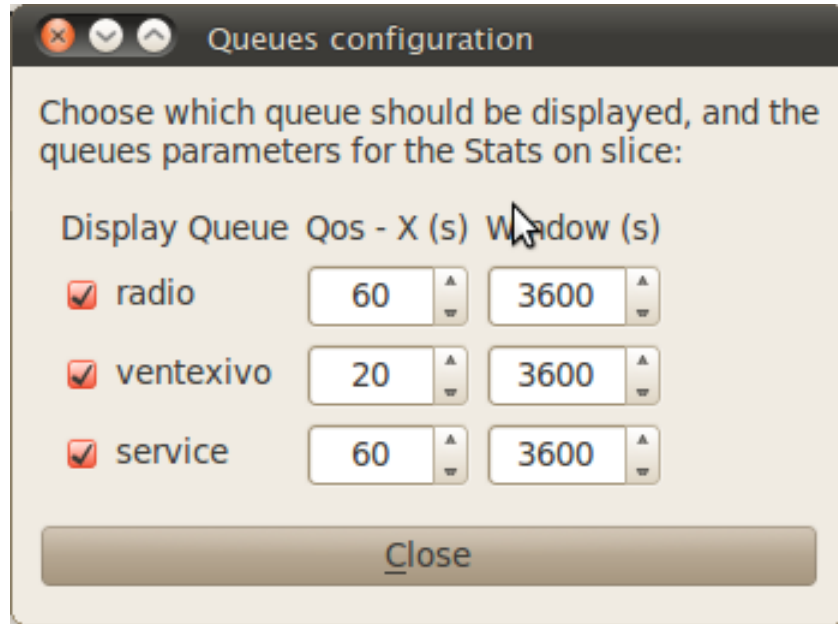 Queues configuration
Choose which queue should be displayed, and the
queues parameters for the Stats on slice:
Display Queue Qos - X (s) Window (s)
radio 60 3600
ventexivo 20 3600
service 60 3600
Close